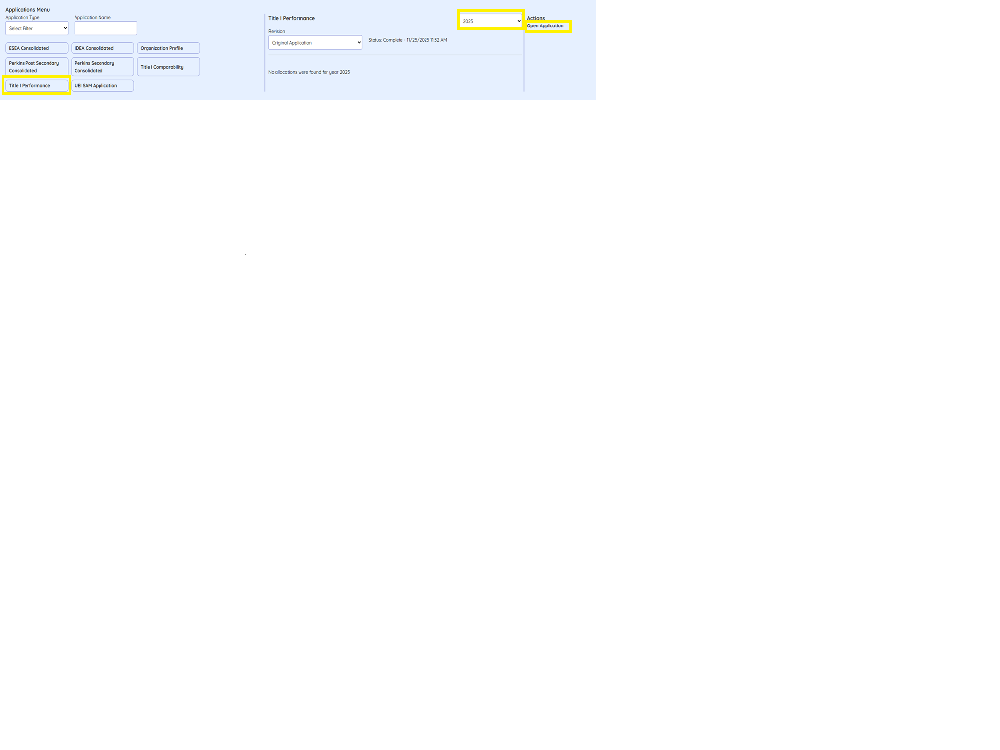 Applications Menu
Application Type
Application Name
Select Filter
ESEA Consolidated
IDEA Consolidated
Organization Profile
Perkins Post Secondary
Consolidated
Perkins Secondary
Consolidated
Title I Comparability
Title I Performance
UEI SAM Application
Title I Performance
2025
Revision
Original Application
Status: Complete - 11/25/2025 11:32 AM
No allocations were found for year 2025.
Actions
Open Application